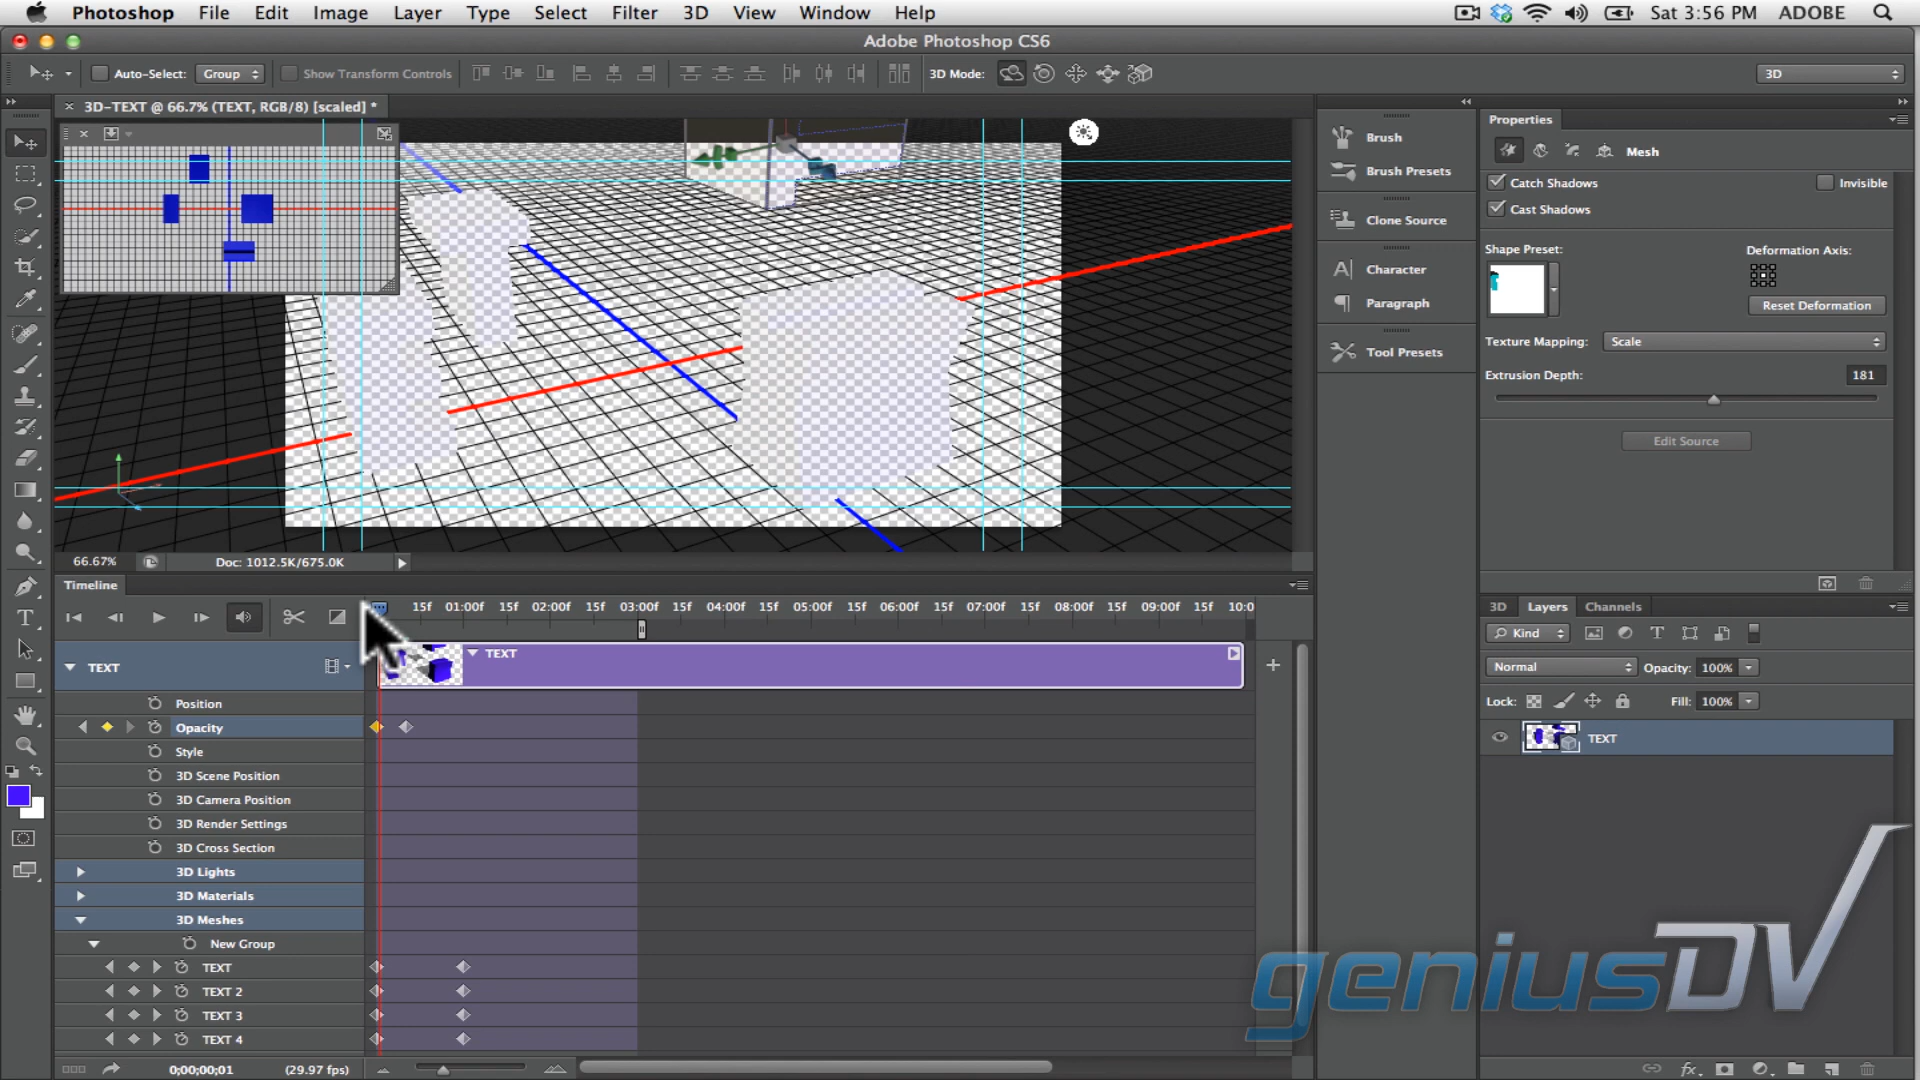 Photoshop File Edit Image Layer Type Select Filter 3D View Window Help Sat 3:56 PM ADOBE
Adobe Photoshop CS6
Auto-Select: Group Show Transform Controls 3D Mode: 3D
3D-TEXT @ 66.7% (TEXT, RGB/8) [scaled] *
Brush
Brush Presets
Clone Source
Character
Paragraph
Tool Presets
Properties
Mesh
Catch Shadows Invisible
Cast Shadows
Shape Preset: Deformation Axis:
Reset Deformation
Texture Mapping: Scale
Extrusion Depth: 181
Edit Source
66.67% Doc: 1012.5K/675.0K
Timeline
15f 01:00f 15f 02:00f 15f 03:00f 15f 04:00f 15f 05:00f 15f 06:00f 15f 07:00f 15f 08:00f 15f 09:00f 15f 10:0
TEXT TEXT
Position
Opacity
Style
3D Scene Position
3D Camera Position
3D Render Settings
3D Cross Section
3D Lights
3D Materials
3D Meshes
New Group
TEXT
TEXT 2
TEXT 3
TEXT 4
0;00;00;01 (29.97 fps)
3D Layers Channels
Kind
Normal Opacity: 100%
Lock: Fill: 100%
TEXT
geniusDV